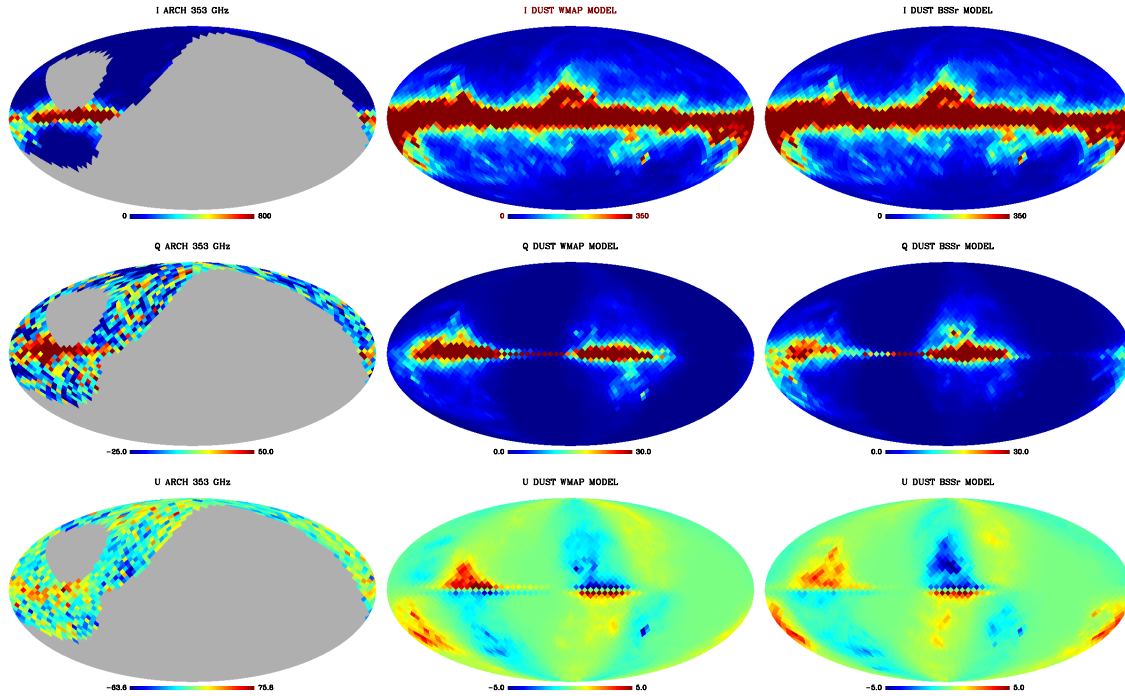 I ARCH 353 GHz
I DUST WMAP MODEL
I DUST BSSr MODEL
0 800
0 350
0 350
Q ARCH 353 GHz
Q DUST WMAP MODEL
Q DUST BSSr MODEL
-25.0 50.0
0.0 30.0
0.0 30.0
U ARCH 353 GHz
U DUST WMAP MODEL
U DUST BSSr MODEL
-63.6 75.8
-5.0 5.0
-5.0 5.0